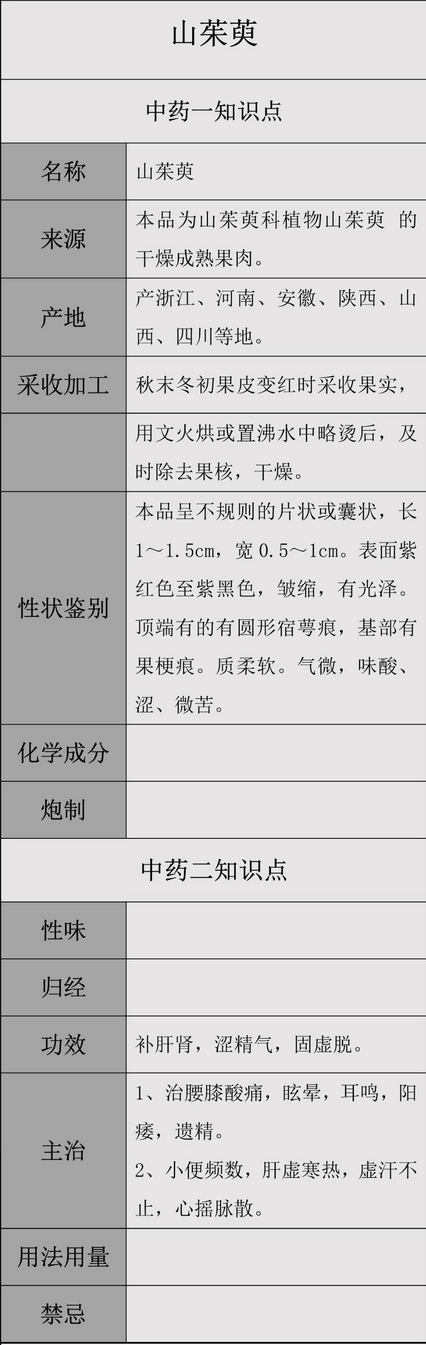 山茱萸
中药一知识点
名称
山茱萸
来源
本品为山茱萸科植物山茱萸 的
干燥成熟果肉。
产地
产浙江、河南、安徽、陕西、山
西、四川等地。
采收加工
秋末冬初果皮变红时采收果实，
用文火烘或置沸水中略烫后，及
时除去果核，干燥。
性状鉴别
本品呈不规则的片状或囊状，长
1～1.5cm，宽 0.5～1cm。表面紫
红色至紫黑色，皱缩，有光泽。
顶端有的有圆形宿萼痕，基部有
果梗痕。质柔软。气微，味酸、
涩、微苦。
化学成分
炮制
中药二知识点
性味
归经
功效
补肝肾，涩精气，固虚脱。
主治
1、治腰膝酸痛，眩晕，耳鸣，阳
痿，遗精。
2、小便频数，肝虚寒热，虚汗不
止，心摇脉散。
用法用量
禁忌